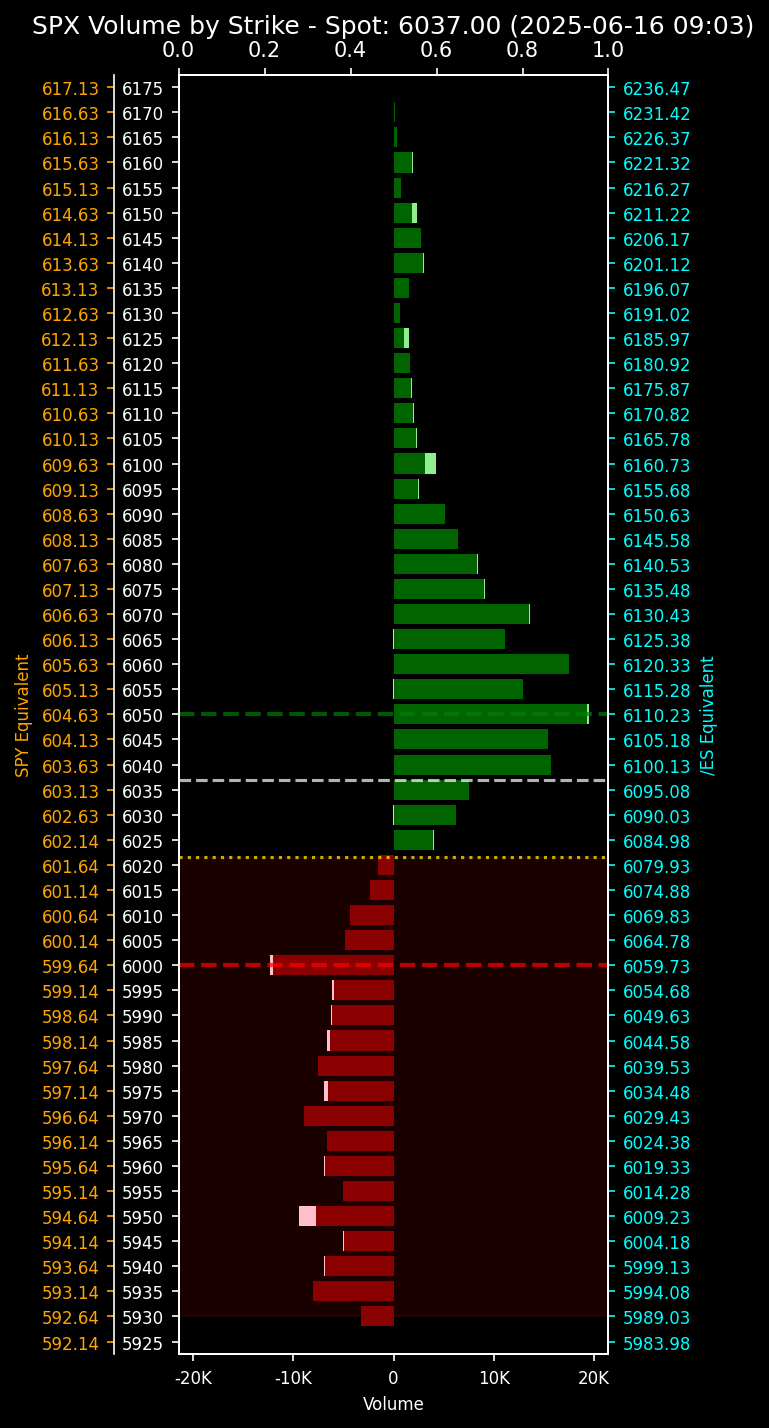 SPX Volume by Strike - Spot: 6037.00 (2025-06-16 09:03)
0.0 0.2 0.4 0.6 0.8 1.0
617.13 6175 6236.47
616.63 6170 6231.42
616.13 6165 6226.37
615.63 6160 6221.32
615.13 6155 6216.27
614.63 6150 6211.22
614.13 6145 6206.17
613.63 6140 6201.12
613.13 6135 6196.07
612.63 6130 6191.02
612.13 6125 6185.97
611.63 6120 6180.92
611.13 6115 6175.87
610.63 6110 6170.82
610.13 6105 6165.78
609.63 6100 6160.73
609.13 6095 6155.68
608.63 6090 6150.63
608.13 6085 6145.58
607.63 6080 6140.53
607.13 6075 6135.48
606.63 6070 6130.43
606.13 6065 6125.38
605.63 6060 6120.33
605.13 6055 6115.28
604.63 6050 6110.23
604.13 6045 6105.18
603.63 6040 6100.13
603.13 6035 6095.08
602.63 6030 6090.03
602.14 6025 6084.98
601.64 6020 6079.93
601.14 6015 6074.88
600.64 6010 6069.83
600.14 6005 6064.78
599.64 6000 6059.73
599.14 5995 6054.68
598.64 5990 6049.63
598.14 5985 6044.58
597.64 5980 6039.53
597.14 5975 6034.48
596.64 5970 6029.43
596.14 5965 6024.38
595.64 5960 6019.33
595.14 5955 6014.28
594.64 5950 6009.23
594.14 5945 6004.18
593.64 5940 5999.13
593.14 5935 5994.08
592.64 5930 5989.03
592.14 5925 5983.98
SPY Equivalent
/ES Equivalent
-20K -10K 0 10K 20K
Volume